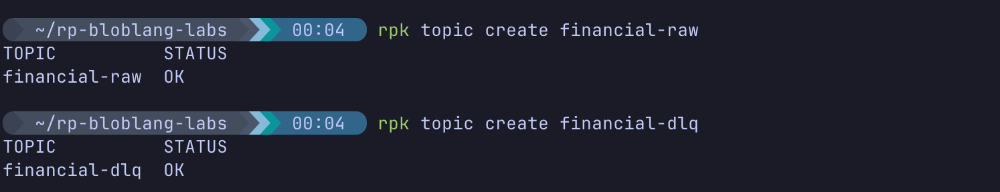 ~/rp-bloblang-labs 00:04 rpk topic create financial-raw
TOPIC STATUS
financial-raw OK
~/rp-bloblang-labs 00:04 rpk topic create financial-dlq
TOPIC STATUS
financial-dlq OK